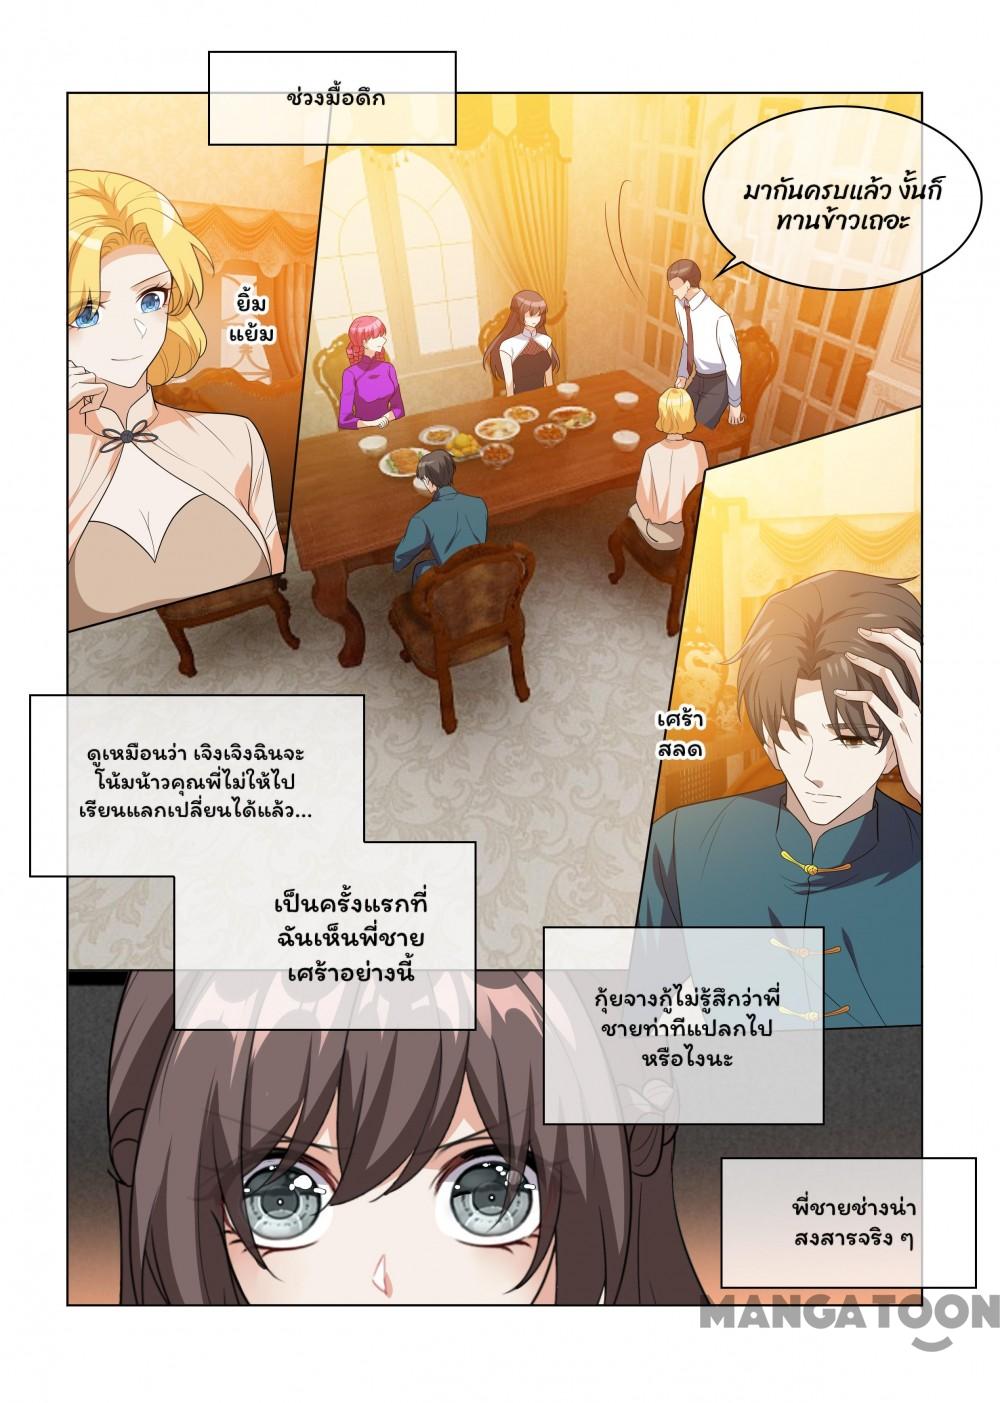 ช่วงมื้อดึก
มากันครบแล้ว งั้นก็
ทานข้าวเถอะ
ยิ้ม
แย้ม
เศร้า
สลด
ดูเหมือนว่า เจิงเจิงฉินจะ
โน้มน้าวคุณพี่ไม่ให้ไป
เรียนแลกเปลี่ยนได้แล้ว...
เป็นครั้งแรกที่
ฉันเห็นพี่ชาย
เศร้าอย่างนี้
กุ้ยจางกู้ไม่รู้สึกว่าพี่
ชายท่าทีแปลกไป
หรือไงนะ
พี่ชายช่างน่า
สงสารจริง ๆ
MANGATOON